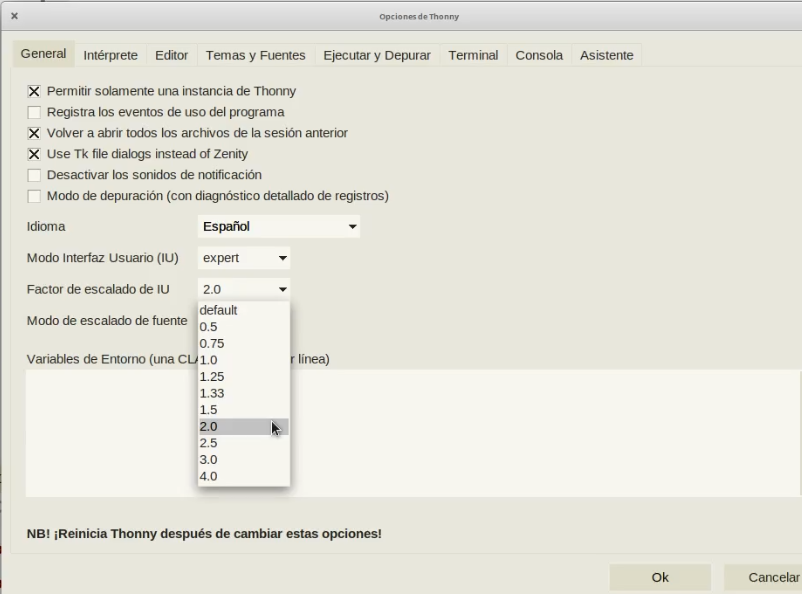 Opciones de Thonny
General Intérprete Editor Temas y Fuentes Ejecutar y Depurar Terminal Consola Asistente
Permitir solamente una instancia de Thonny
Registra los eventos de uso del programa
Volver a abrir todos los archivos de la sesión anterior
Use Tk file dialogs instead of Zenity
Desactivar los sonidos de notificación
Modo de depuración (con diagnóstico detallado de registros)
Idioma Español
Modo Interfaz Usuario (IU) expert
Factor de escalado de IU 2.0
default
Modo de escalado de fuente
0.5
0.75
Variables de Entorno (una línea)
1.0
1.25
1.33
1.5
2.0
2.5
3.0
4.0
NB! ¡Reinicia Thonny después de cambiar estas opciones!
Ok Cancelar